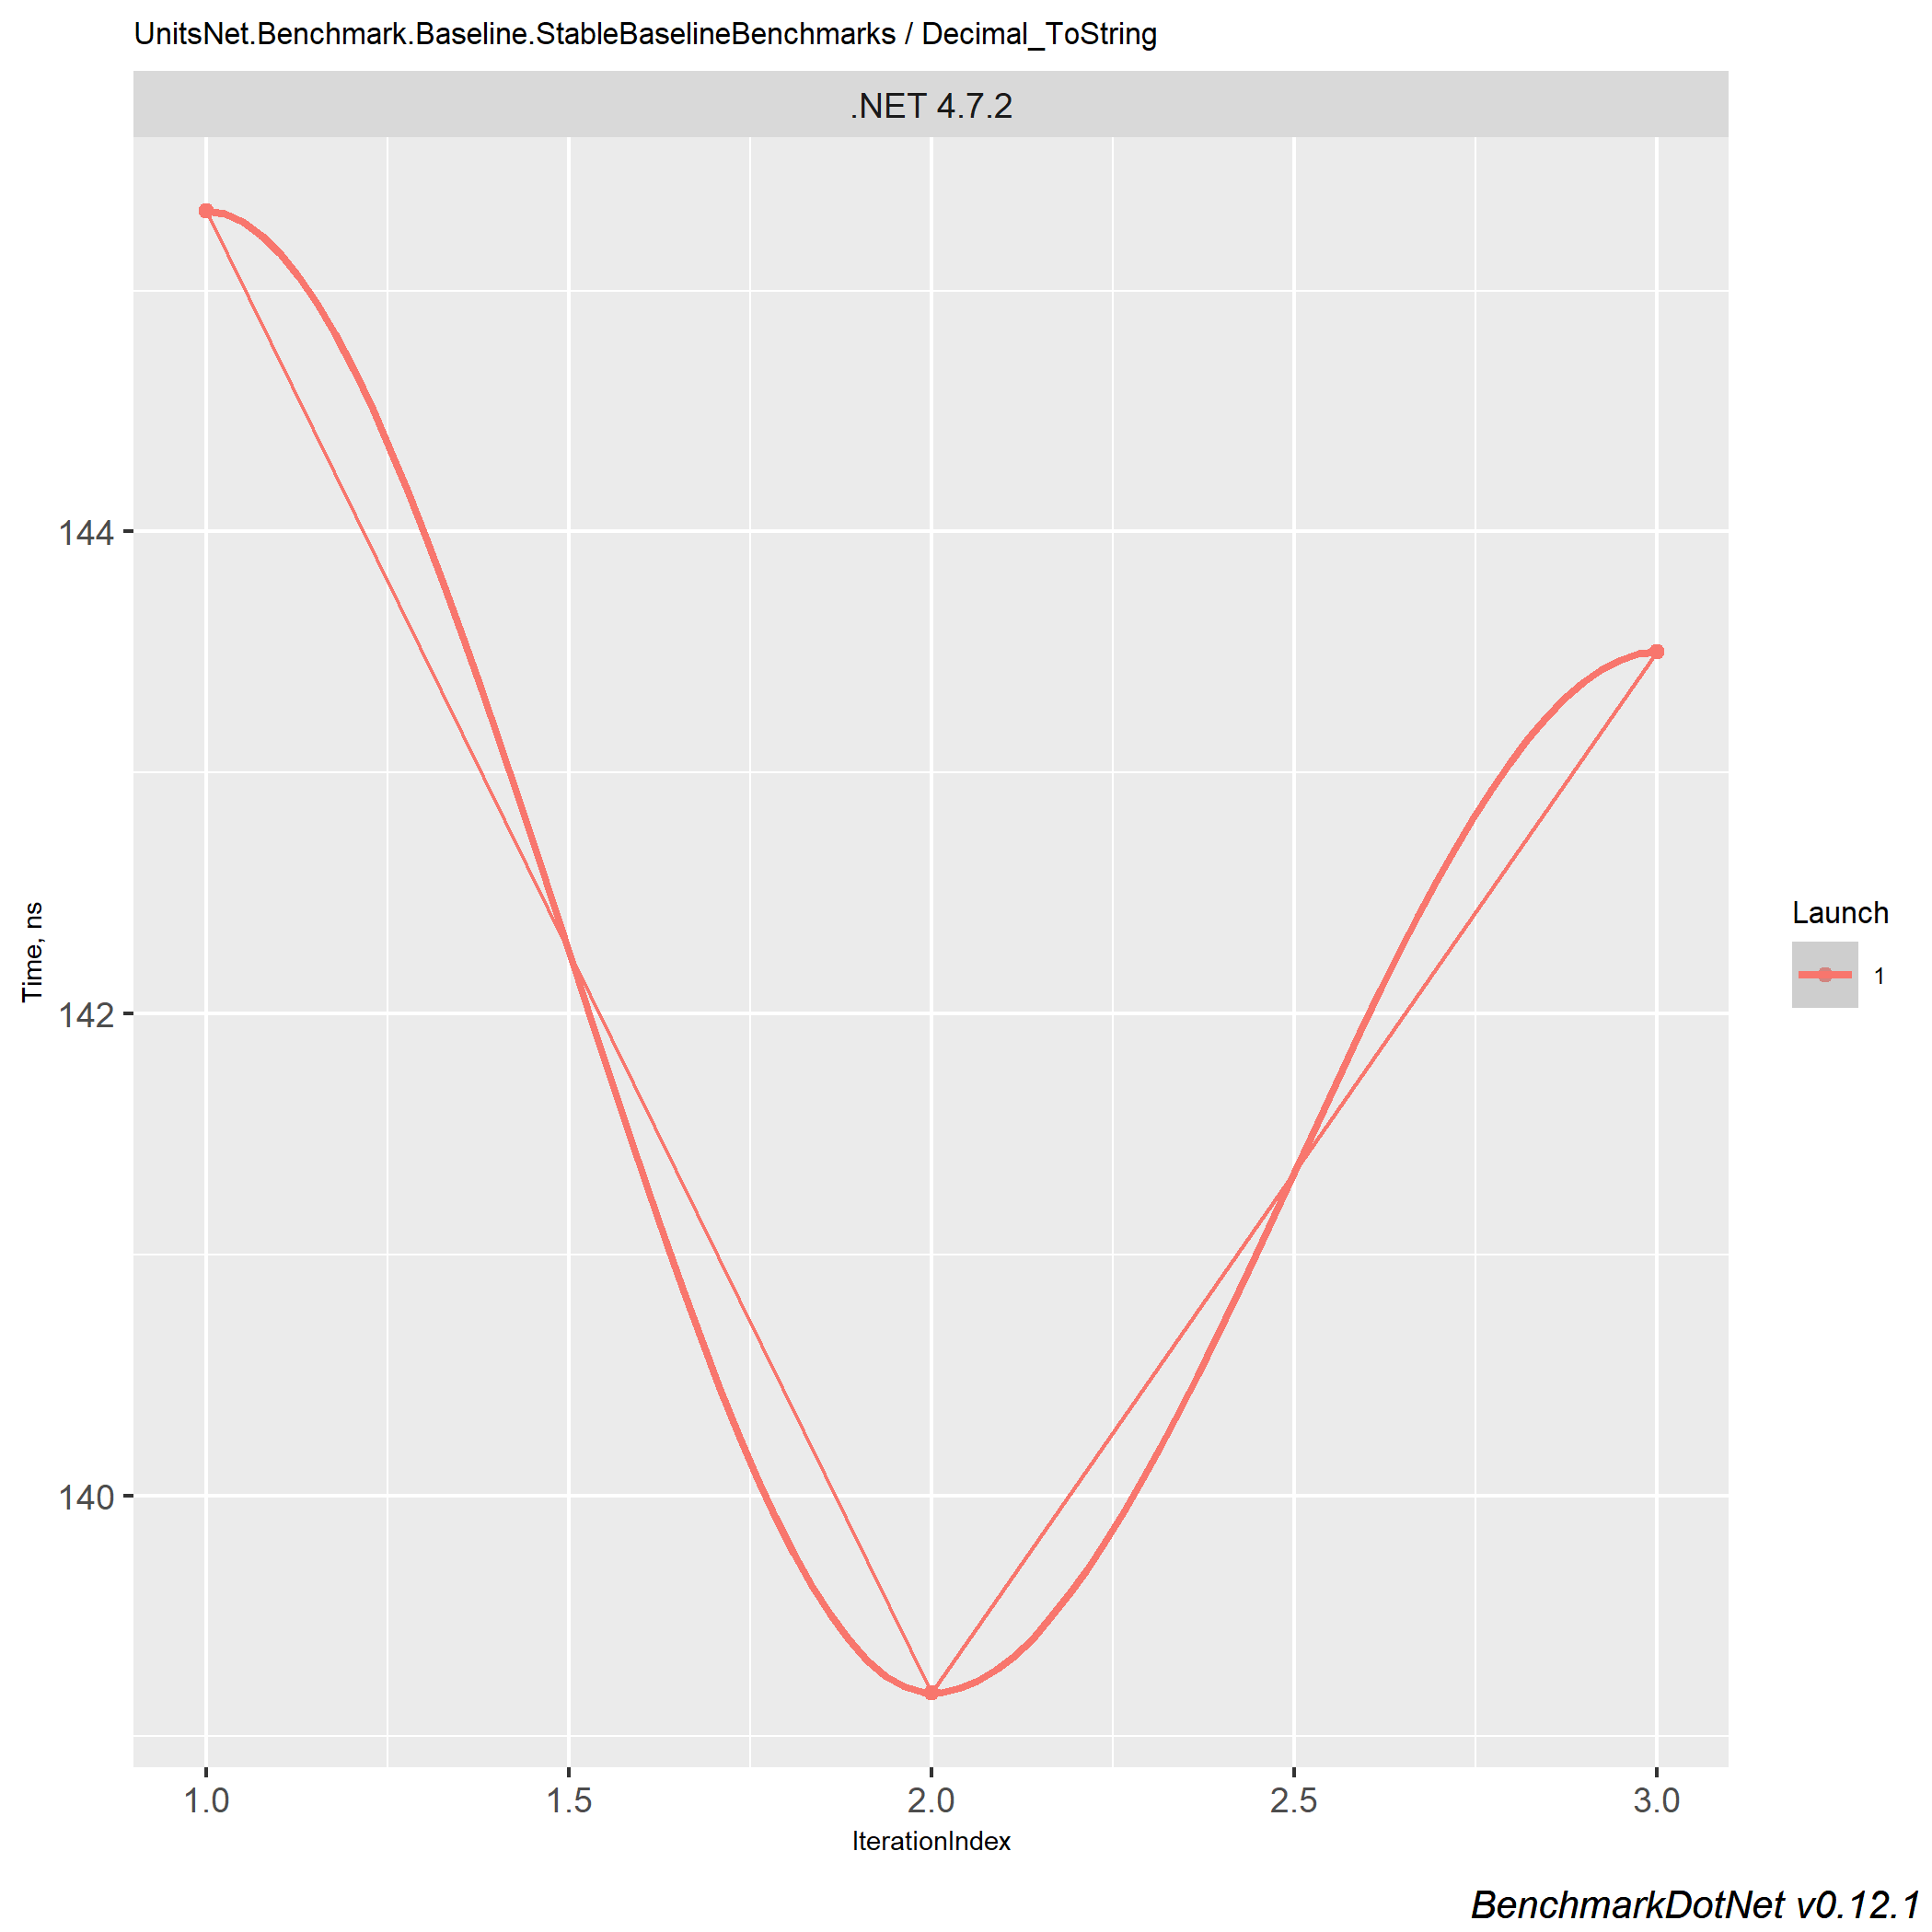 UnitsNet.Benchmark.Baseline.StableBaselineBenchmarks / Decimal_ToString
.NET 4.7.2
Time, ns
144
142
140
1.0 1.5 2.0 2.5 3.0
IterationIndex
Launch
1
BenchmarkDotNet v0.12.1